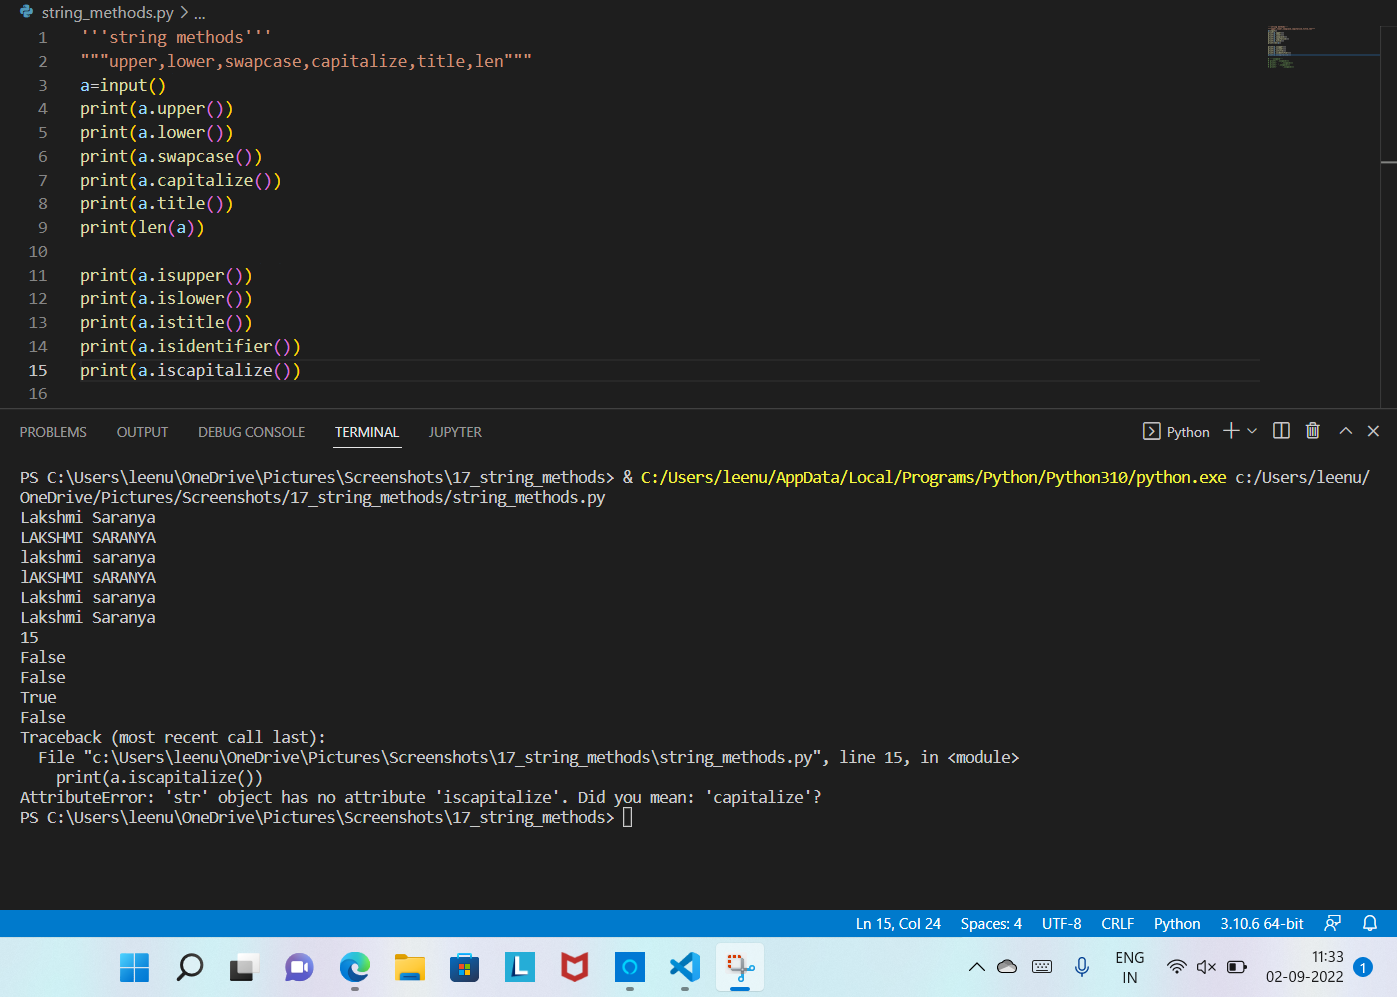 string_methods.py > ...
1 '''string methods'''
2 """upper,lower,swapcase,capitalize,title,len"""
3 a=input()
4 print(a.upper())
5 print(a.lower())
6 print(a.swapcase())
7 print(a.capitalize())
8 print(a.title())
9 print(len(a))
10
11 print(a.isupper())
12 print(a.islower())
13 print(a.istitle())
14 print(a.isidentifier())
15 print(a.iscapitalize())
16
PROBLEMS OUTPUT DEBUG CONSOLE TERMINAL JUPYTER Python
PS C:\Users\leenu\OneDrive\Pictures\Screenshots\17_string_methods> & C:/Users/leenu/AppData/Local/Programs/Python/Python310/python.exe c:/Users/leenu/
OneDrive/Pictures/Screenshots/17_string_methods/string_methods.py
Lakshmi Saranya
LAKSHMI SARANYA
lakshmi saranya
lAKSHMI sARANYA
Lakshmi saranya
Lakshmi Saranya
15
False
False
True
False
Traceback (most recent call last):
File "c:\Users\leenu\OneDrive\Pictures\Screenshots\17_string_methods\string_methods.py", line 15, in <module>
print(a.iscapitalize())
AttributeError: 'str' object has no attribute 'iscapitalize'. Did you mean: 'capitalize'?
PS C:\Users\leenu\OneDrive\Pictures\Screenshots\17_string_methods>
Ln 15, Col 24 Spaces: 4 UTF-8 CRLF Python 3.10.6 64-bit
ENG 11:33
IN 02-09-2022 1